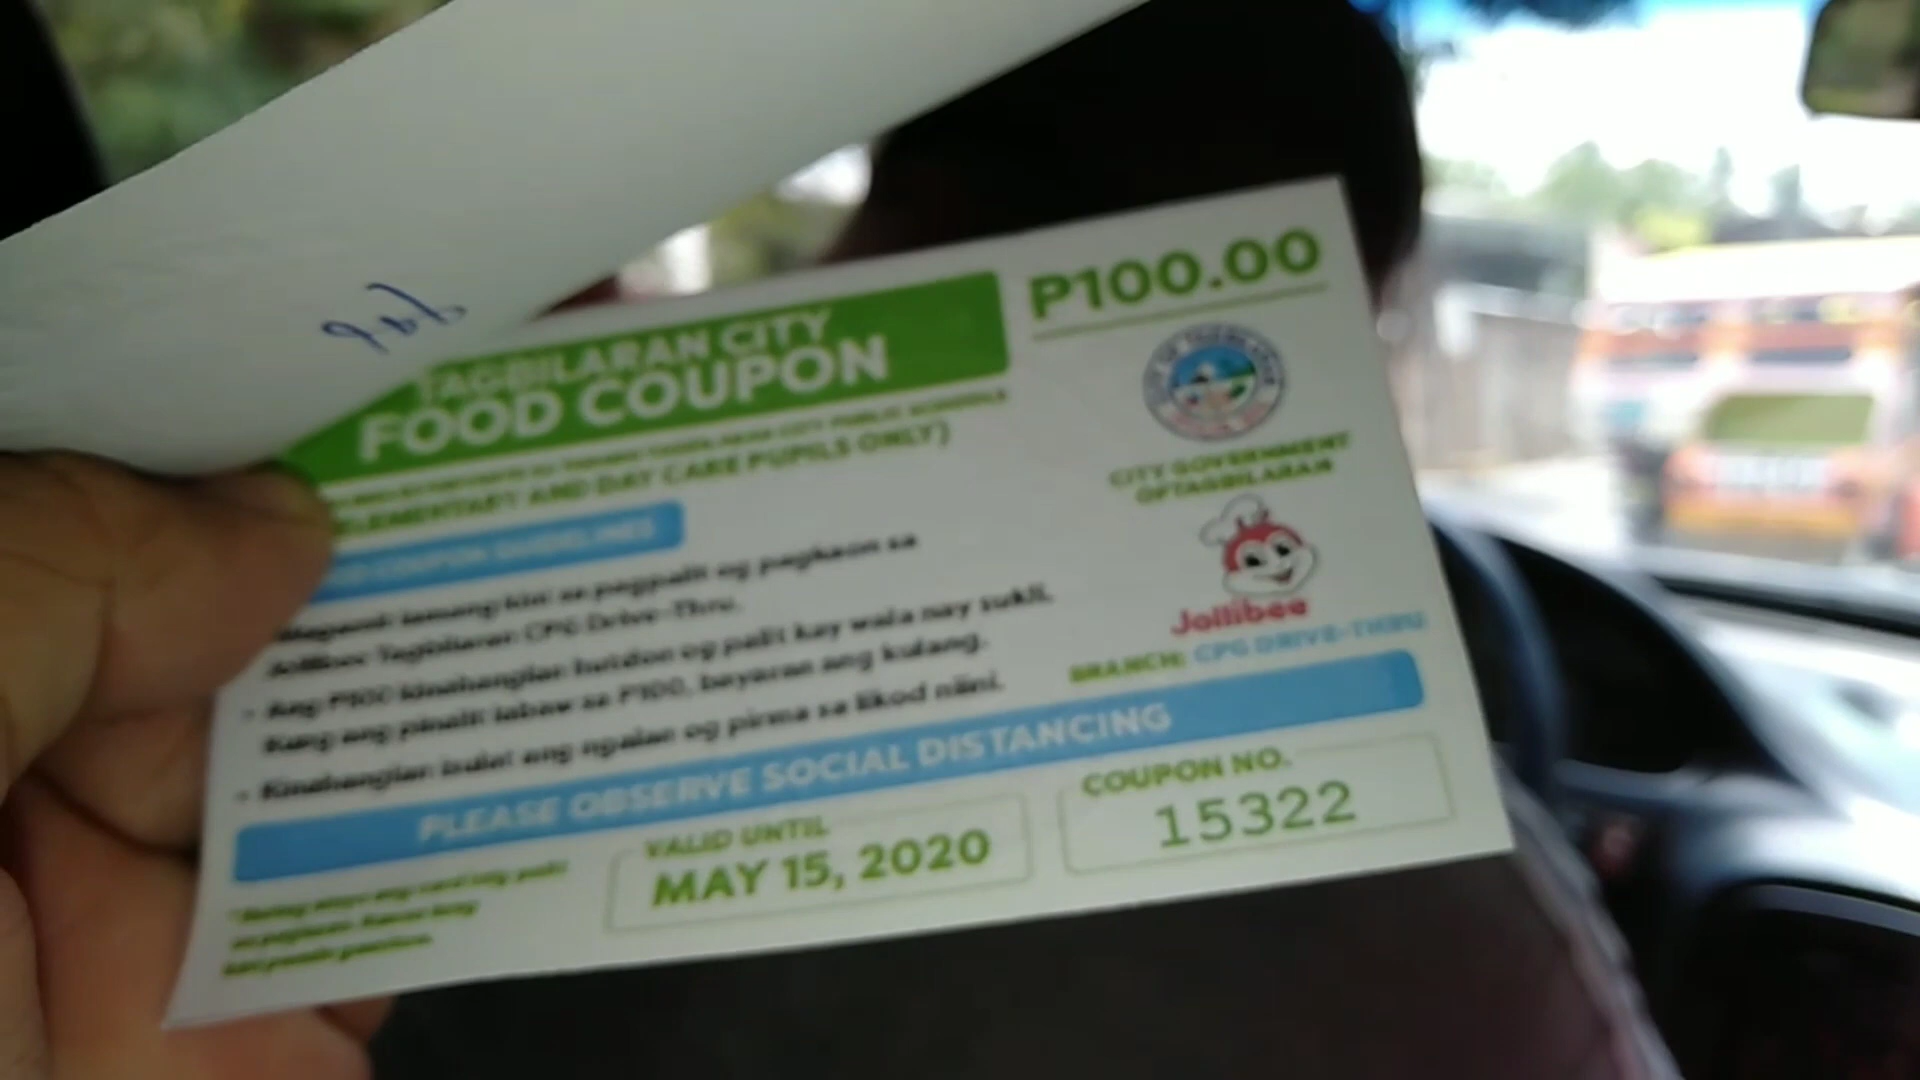 TAGBILARAN CITY
FOOD COUPON
P100.00
ELEMENTARY AND DAY CARE PUPILS ONLY)
CITY GOVERNMENT
OF TAGBILARAN
COUPON GUIDELINES
lamang kini sa pagpalit og pagkaon sa
Jollibee Tagbilaran CPG Drive-Thru.
- Ang P100 kinahanglan hutdon og palit kay wala nay sukli.
Kung ang pinalit labaw sa P100, bayaran ang kulang.
- Kinahanglan isulat ang ngalan og pirma sa likod niini.
Jollibee
BRANCH: CPG DRIVE-THRU
PLEASE OBSERVE SOCIAL DISTANCING
VALID UNTIL
MAY 15, 2020
COUPON NO.
15322